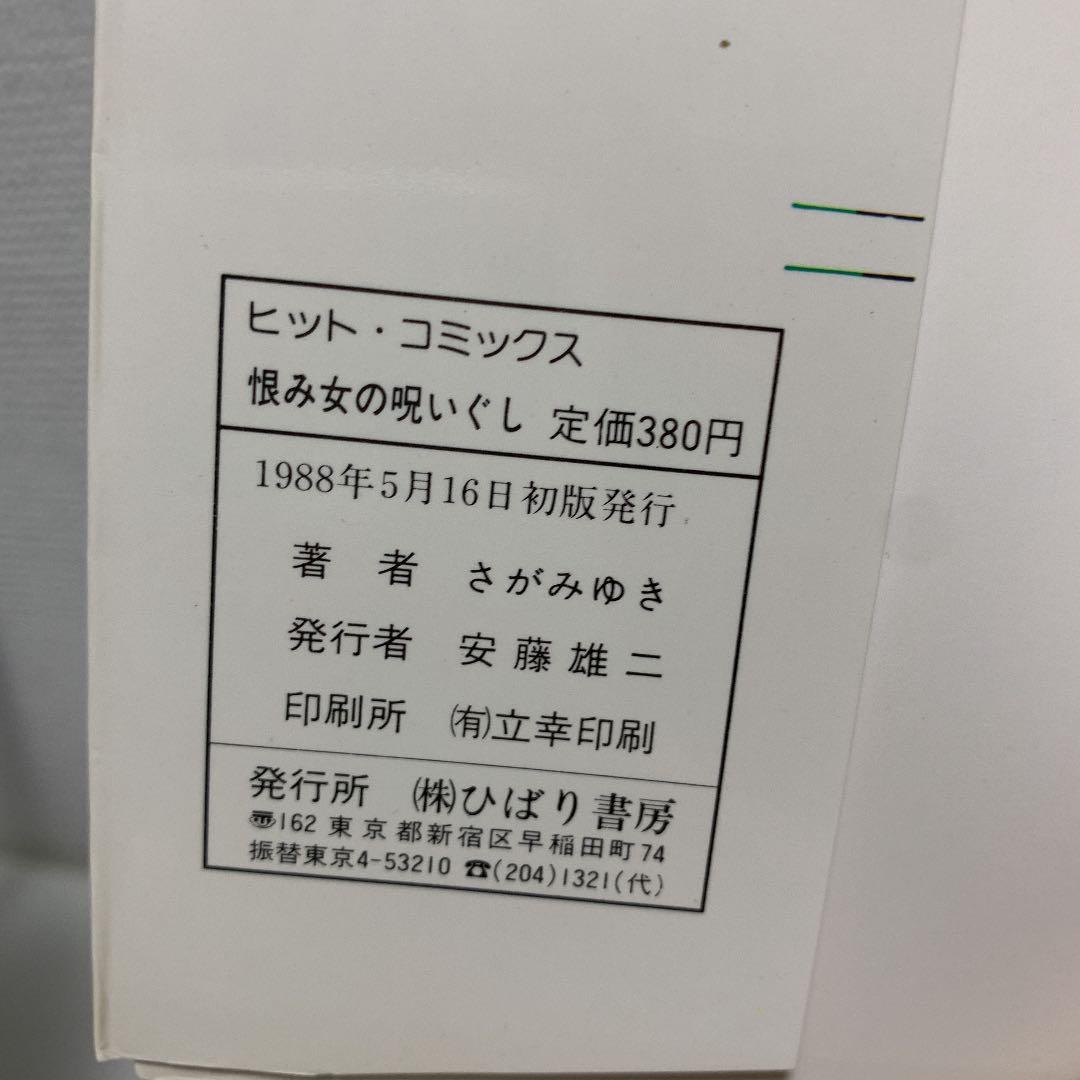 ヒット・コミックス
恨み女の呪いぐし 定価380円
1988年5月16日初版発行
著 者 さがみゆき
発行者 安藤雄二
印刷所 ㈲立幸印刷
発行所 ㈱ひばり書房
〠162 東京都新宿区早稲田町74
振替東京4-53210 ☎(204)1321(代)